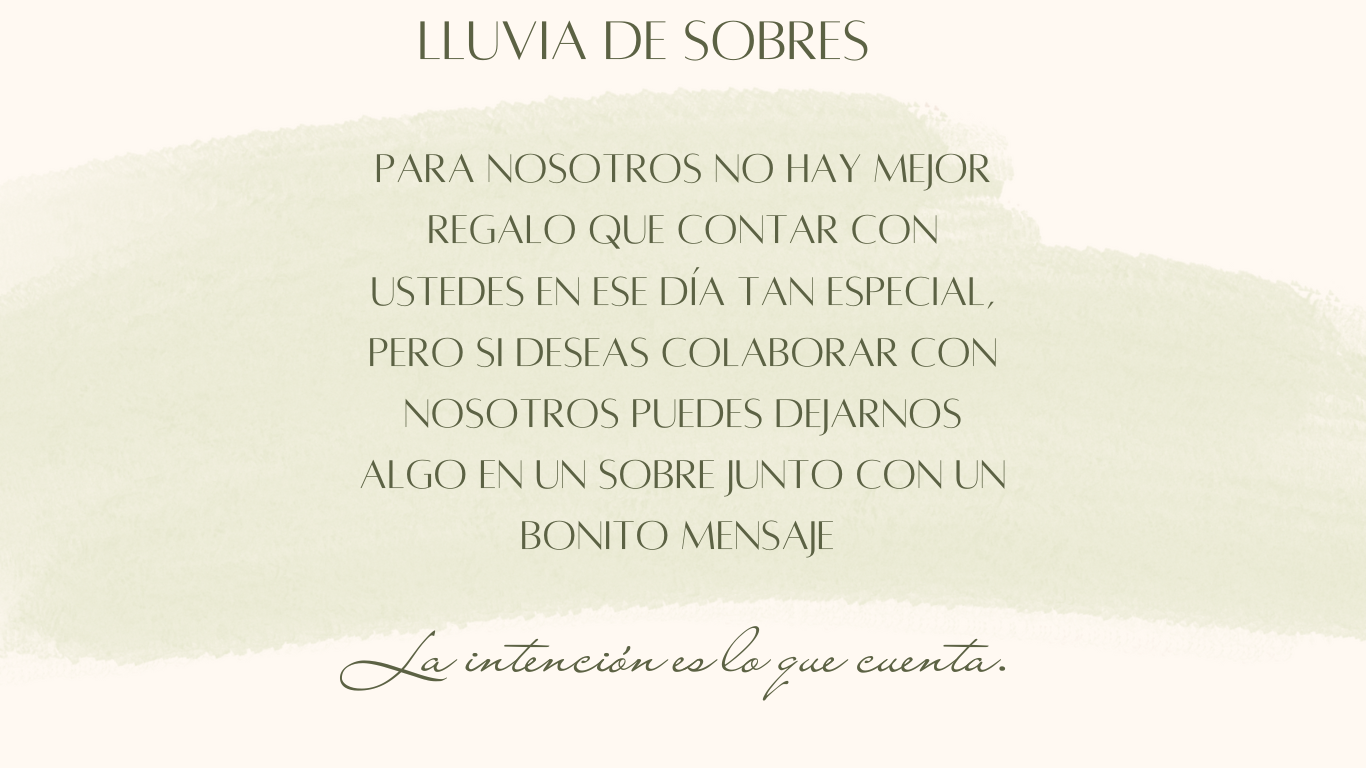 LLUVIA DE SOBRES
PARA NOSOTROS NO HAY MEJOR
REGALO QUE CONTAR CON
USTEDES EN ESE DÍA TAN ESPECIAL,
PERO SI DESEAS COLABORAR CON
NOSOTROS PUEDES DEJARNOS
ALGO EN UN SOBRE JUNTO CON UN
BONITO MENSAJE
La intención es lo que cuenta.